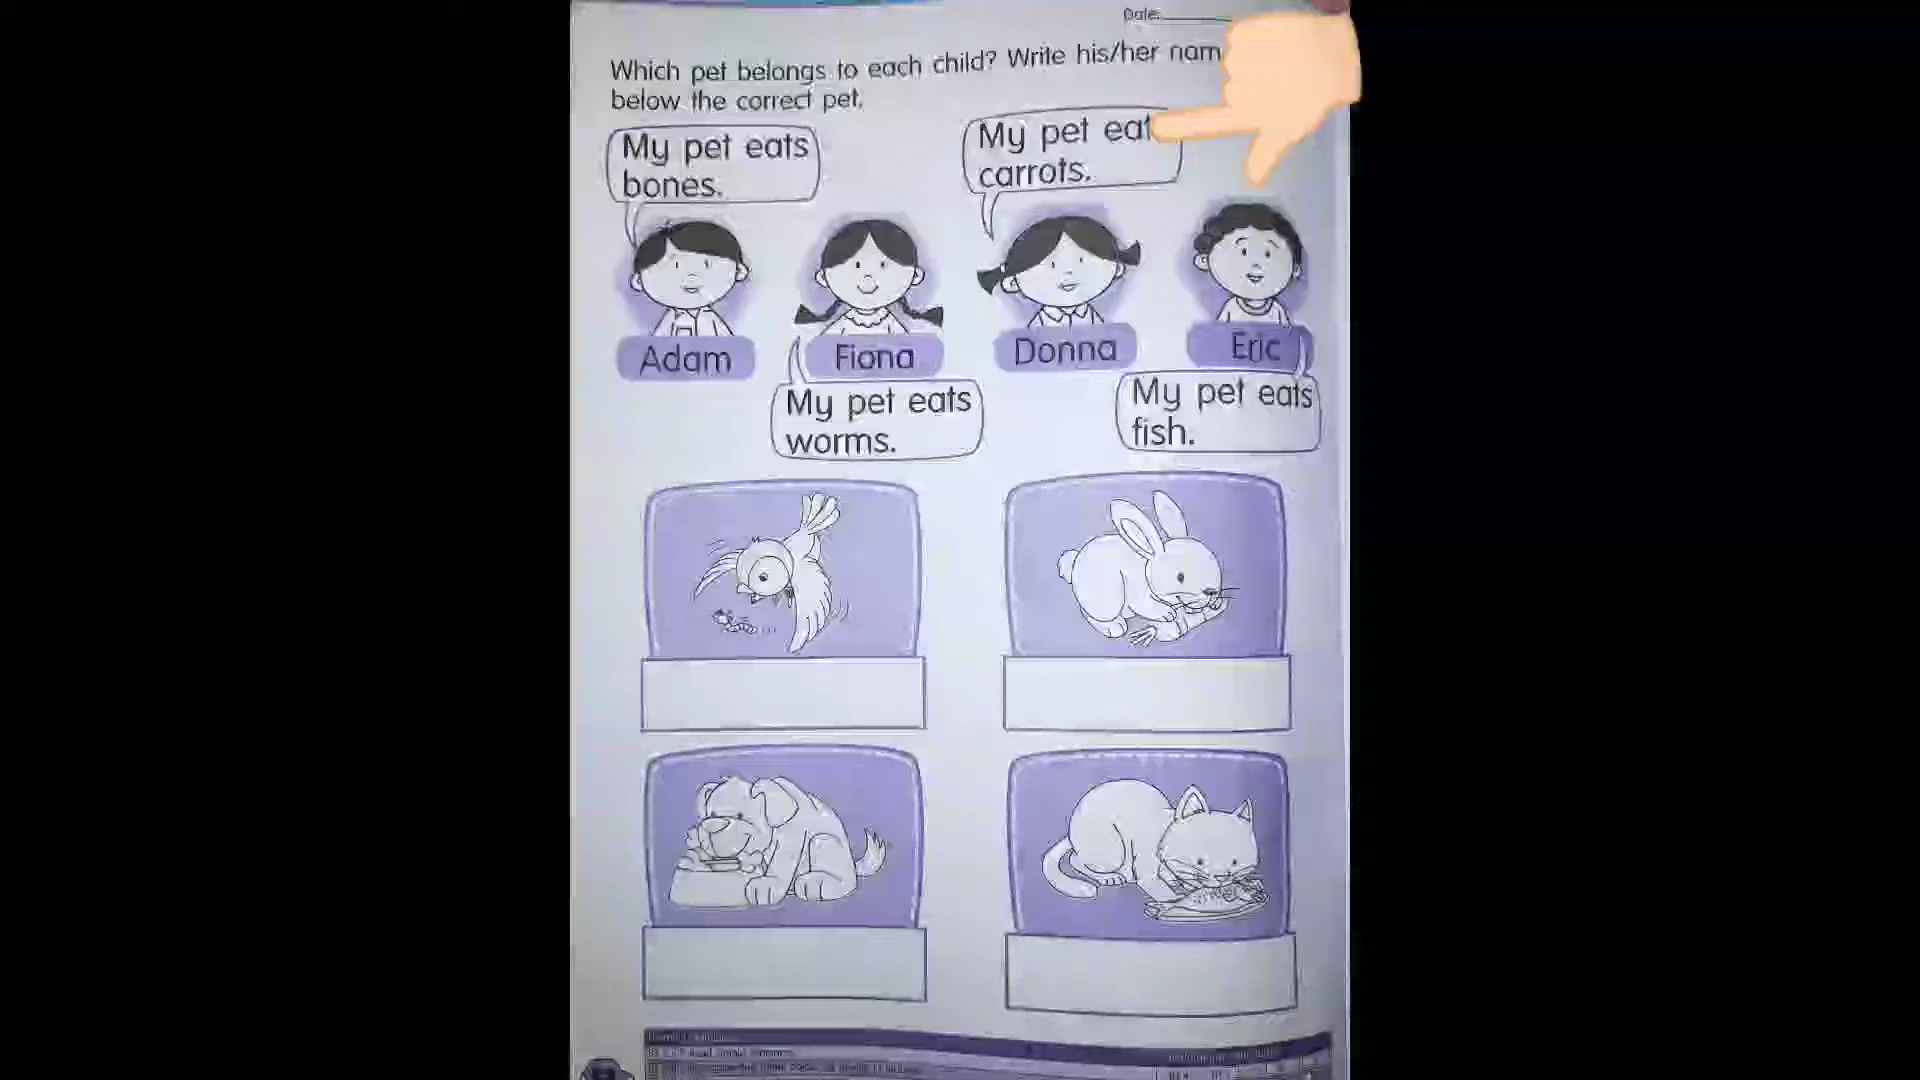 Date:
Which pet belongs to each child? Write his/her nam
below the correct pet.
My pet eats
bones.
My pet eat
carrots.
Adam
Fiona
Donna
Eric
My pet eats
worms.
My pet eats
fish.